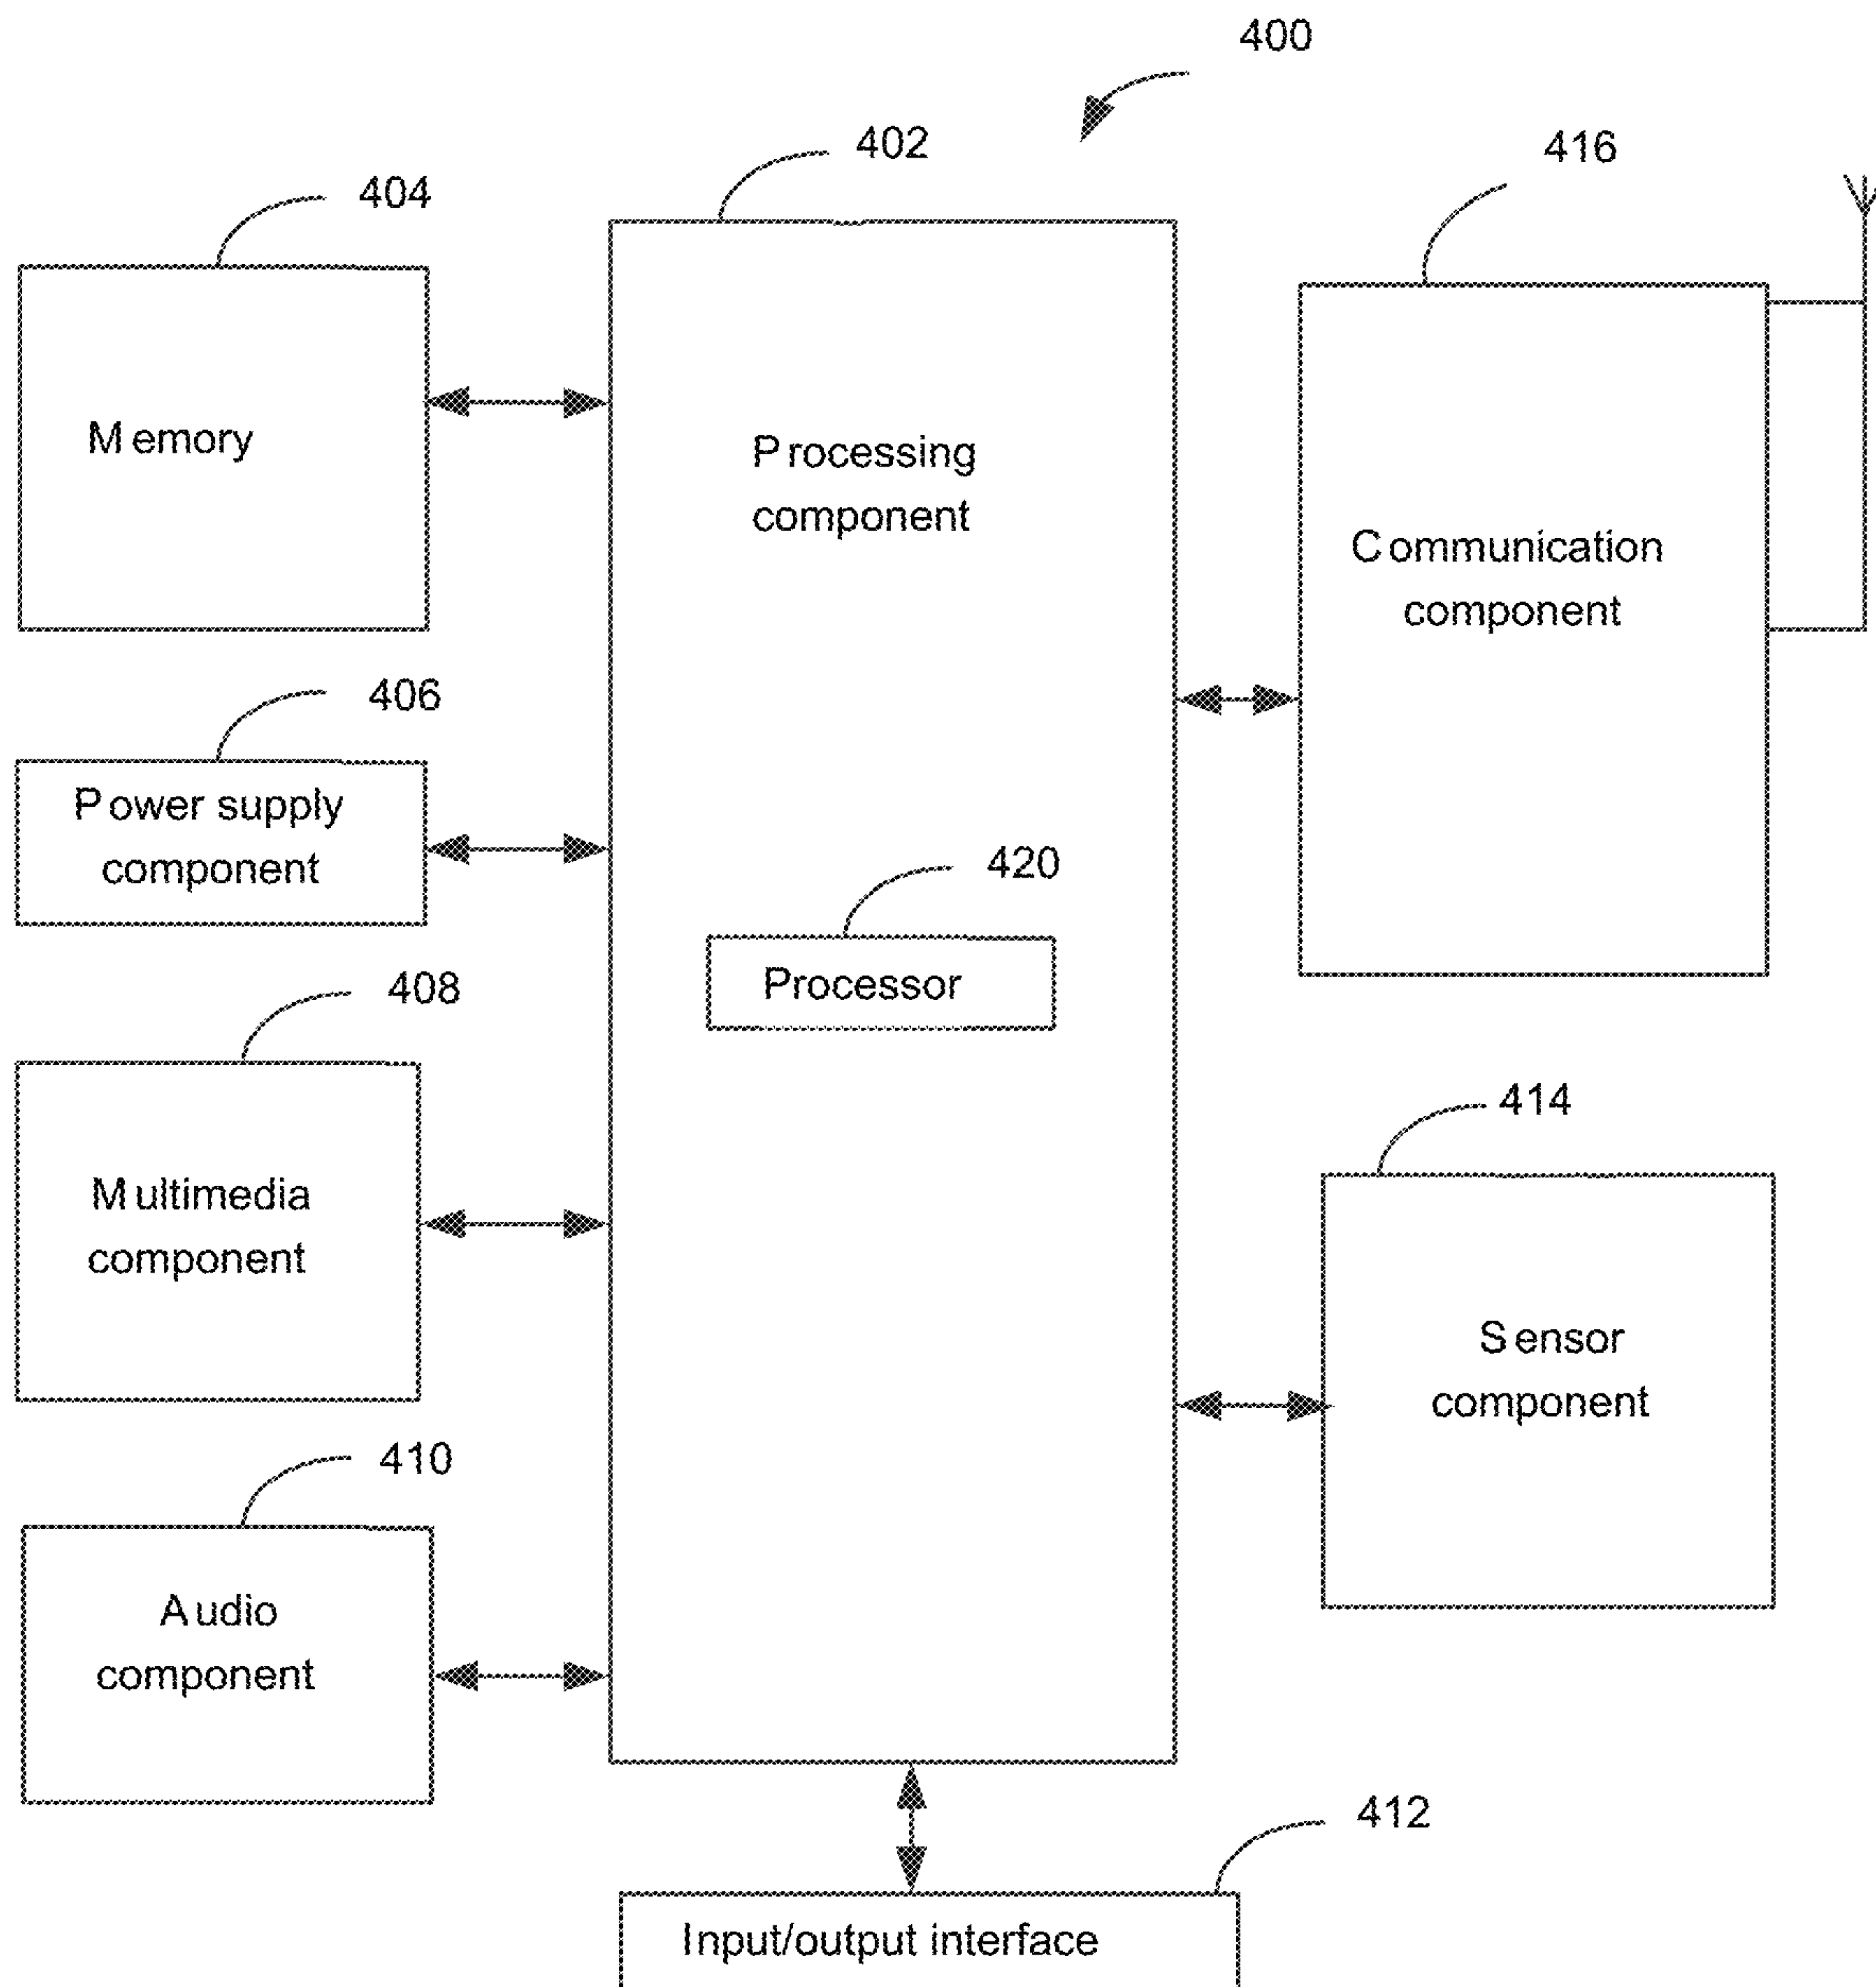 400
402
416
404
Memory
Processing
component
Communication
component
406
Power supply
component
420
Processor
408
Multimedia
component
414
Sensor
component
410
Audio
component
412
Input/output interface